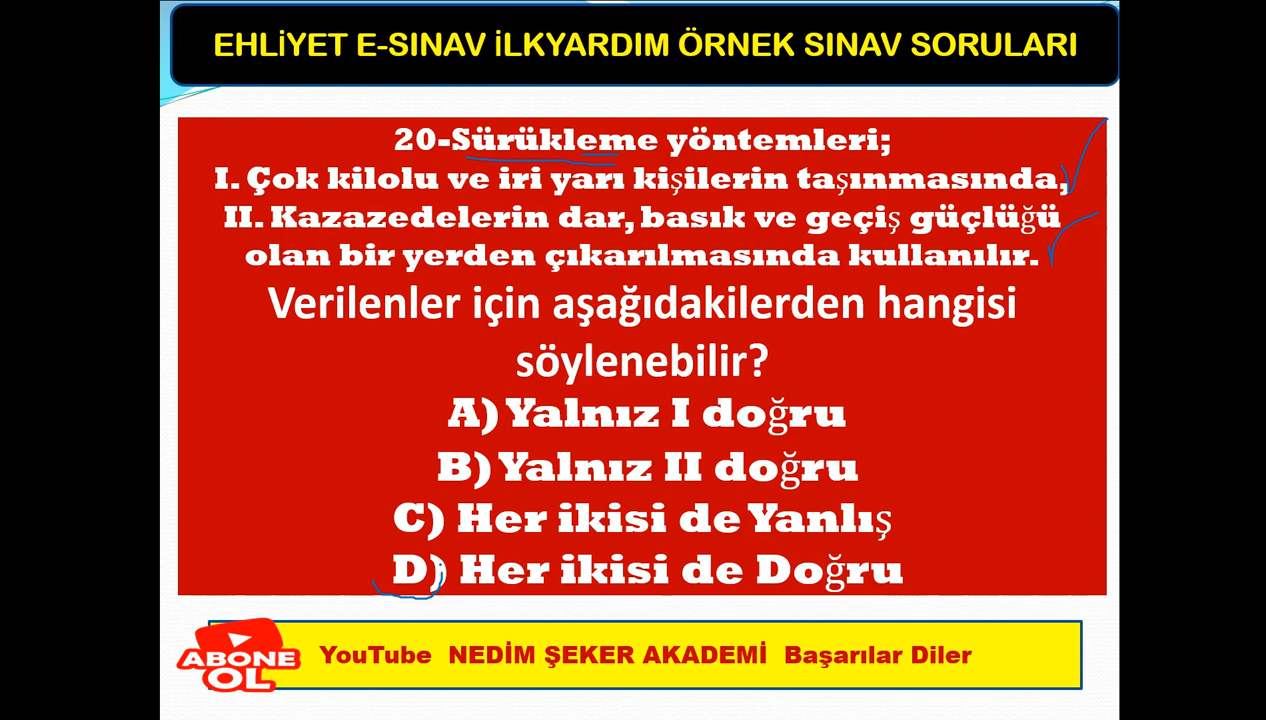 EHLİYET E-SINAV İLKYARDIM ÖRNEK SINAV SORULARI
20-Sürükleme yöntemleri;
I. Çok kilolu ve iri yarı kişilerin taşınmasında,
II. Kazazedelerin dar, basık ve geçiş güçlüğü
olan bir yerden çıkarılmasında kullanılır.
Verilenler için aşağıdakilerden hangisi
söylenebilir?
A) Yalnız I doğru
B) Yalnız II doğru
C) Her ikisi de Yanlış
D) Her ikisi de Doğru
ABONE
OL
YouTube NEDİM ŞEKER AKADEMİ Başarılar Diler